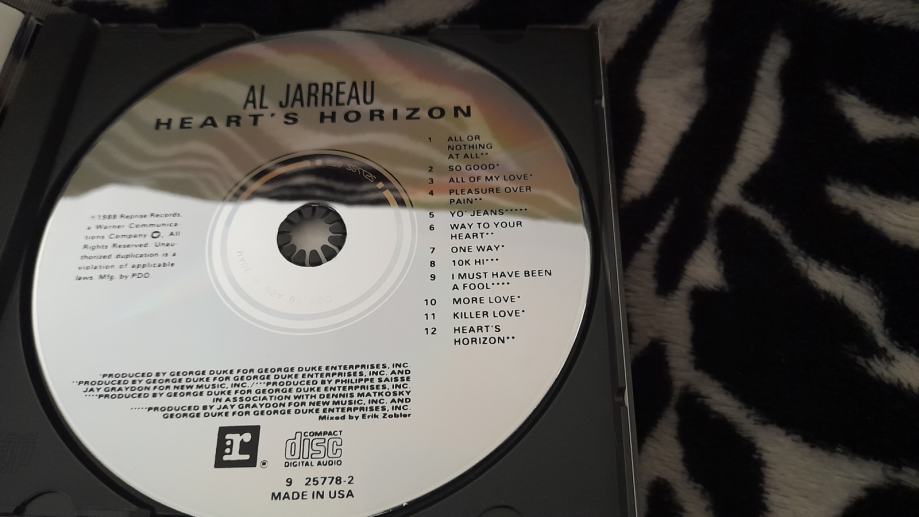 AL JARREAU
HEART'S HORIZON
1 ALL OR
NOTHING
AT ALL**
2 SO GOOD*
3 ALL OF MY LOVE*
4 PLEASURE OVER
PAIN**
5 YO' JEANS*****
6 WAY TO YOUR
HEART**
7 ONE WAY*
8 10K HI***
9 I MUST HAVE BEEN
A FOOL****
10 MORE LOVE*
11 KILLER LOVE*
12 HEART'S
HORIZON**
℗1988 Reprise Records,
a Warner Communica-
tions Company. All
Rights Reserved. Unau-
thorized duplication is a
violation of applicable
laws. Mfg. by PDO
*PRODUCED BY GEORGE DUKE FOR GEORGE DUKE ENTERPRISES, INC.
**PRODUCED BY GEORGE DUKE FOR GEORGE DUKE ENTERPRISES, INC. AND
JAY GRAYDON FOR NEW MUSIC, INC./***PRODUCED BY PHILIPPE SAISSE
****PRODUCED BY GEORGE DUKE FOR GEORGE DUKE ENTERPRISES, INC.
IN ASSOCIATION WITH DENNIS MATKOSKY
*****PRODUCED BY JAY GRAYDON FOR NEW MUSIC, INC. AND
GEORGE DUKE FOR GEORGE DUKE ENTERPRISES, INC.
Mixed by Erik Zobler
r ®
COMPACT
disc
DIGITAL AUDIO
9 25778-2
MADE IN USA